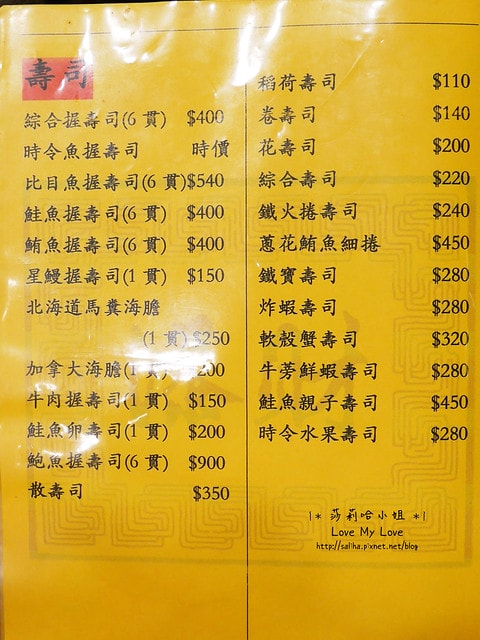 壽司
綜合握壽司(6 貫) $400
時令魚握壽司 時價
比目魚握壽司(6 貫)$540
鮭魚握壽司(6 貫) $400
鮪魚握壽司(6 貫) $400
星鰻握壽司(1 貫) $150
北海道馬糞海膽
(1 貫) $250
加拿大海膽(1 貫) $200
牛肉握壽司(1 貫) $150
鮭魚卵壽司(1 貫) $200
鮑魚握壽司(6 貫) $900
散壽司 $350
稻荷壽司 $110
卷壽司 $140
花壽司 $200
綜合壽司 $220
鐵火捲壽司 $240
蔥花鮪魚細捲 $450
鐵寶壽司 $280
炸蝦壽司 $280
軟殼蟹壽司 $320
牛蒡鮮蝦壽司 $280
鮭魚親子壽司 $450
時令水果壽司 $280
|* 莎莉哈小姐 *|
Love My Love
http://saliha.pixnet.net/blog